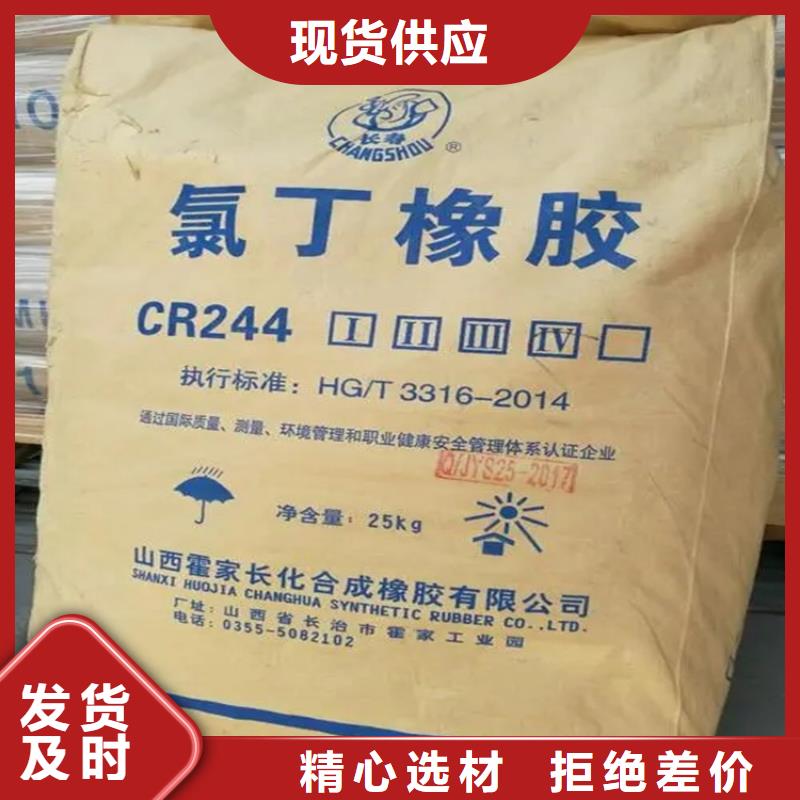 现货供应
长春
CHANGSHOU
®
氯丁橡胶
CR244 I II III IV
执行标准：HG/T 3316-2014
通过国际质量、测量、环境管理和职业健康安全管理体系认证企业
Q/JYS25-2017
净含量：25kg
山西霍家长化合成橡胶有限公司
SHANXI HUOJIA CHANGHUA SYNTHETIC RUBBER CO.,LTD.
厂址：山西省长治市霍家工业园
电话：0355-5082102
发货及时
精心选材 拒绝差价